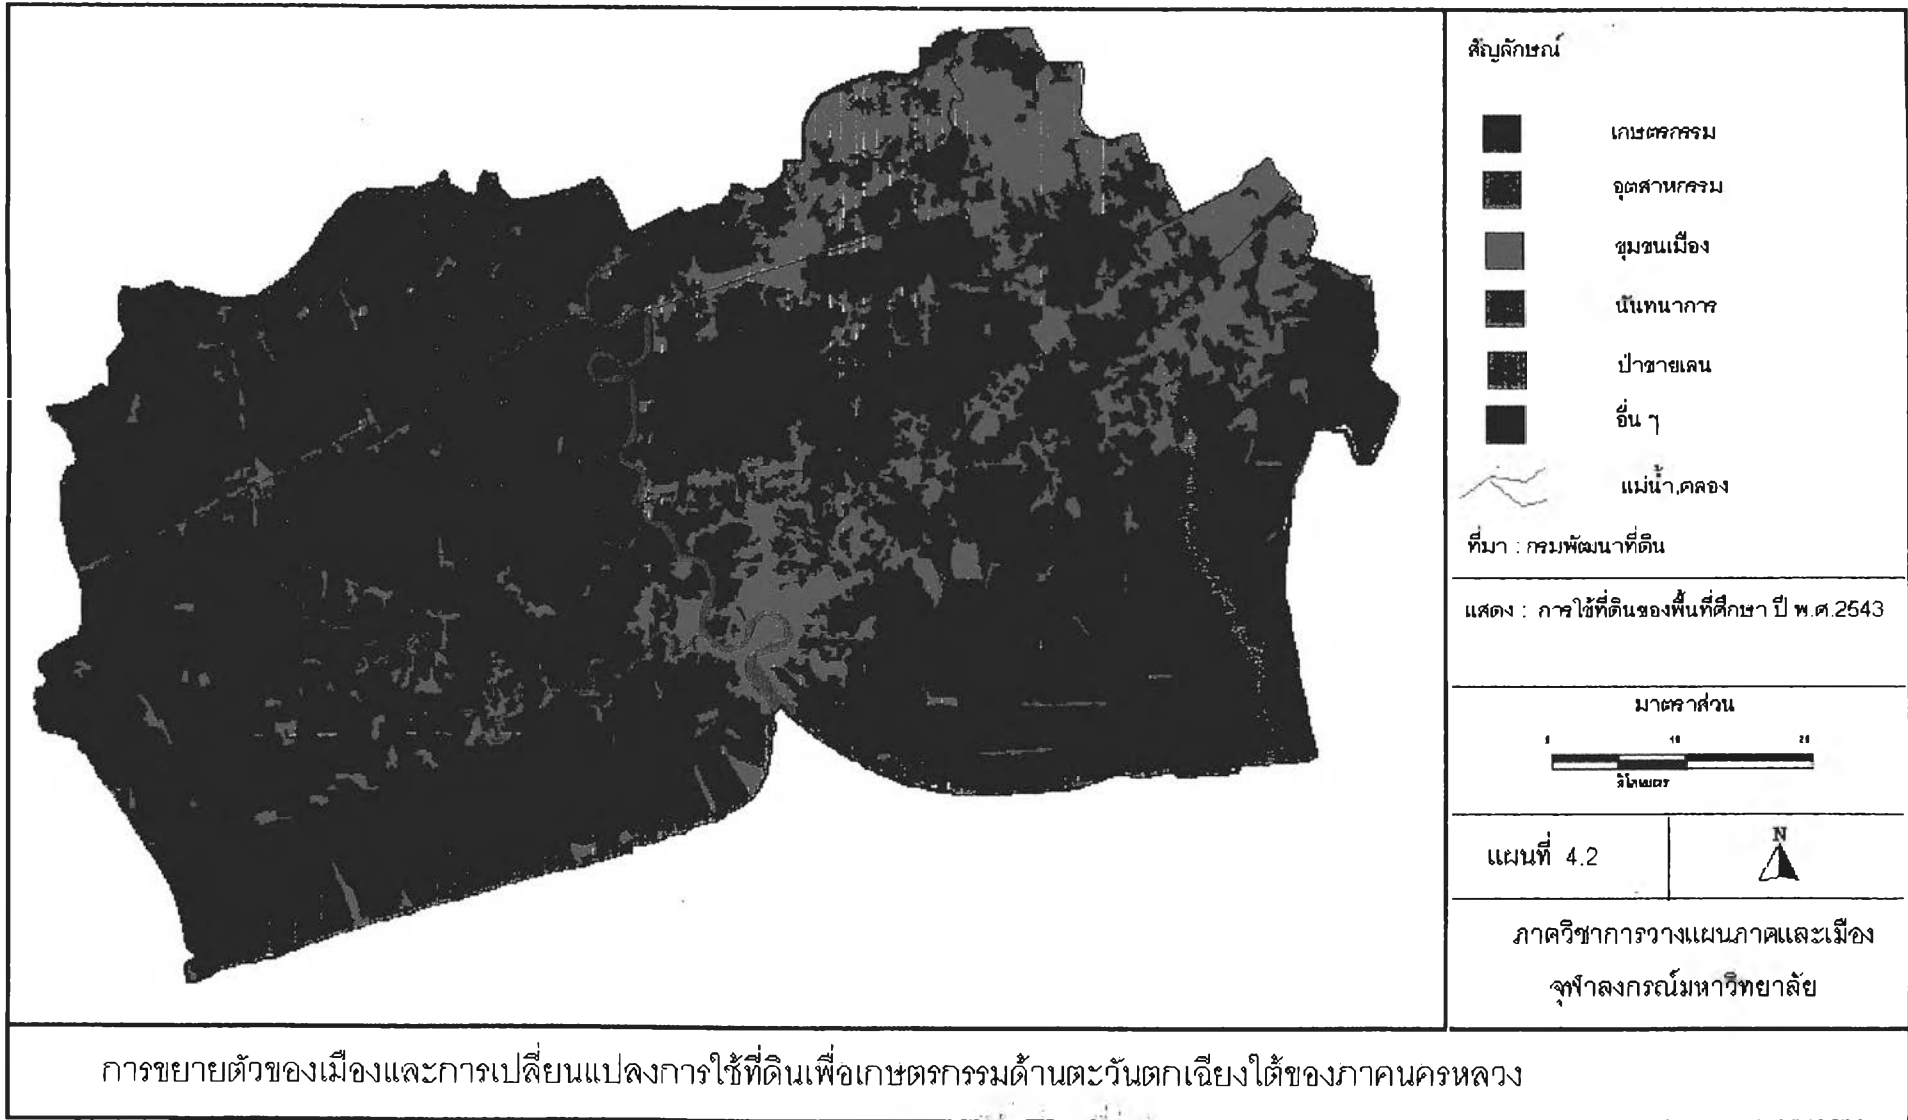 สัญลักษณ์
เกษตรกรรม
อุตสาหกรรม
ชุมชนเมือง
นันทนาการ
ป่าชายเลน
อื่น ๆ
แม่น้ำ,คลอง
ที่มา : กรมพัฒนาที่ดิน
แสดง : การใช้ที่ดินของพื้นที่ศึกษา ปี พ.ศ.2543
มาตราส่วน
0 10 20
กิโลเมตร
แผนที่ 4.2
N
ภาควิชาการวางแผนภาคและเมือง
จุฬาลงกรณ์มหาวิทยาลัย
การขยายตัวของเมืองและการเปลี่ยนแปลงการใช้ที่ดินเพื่อเกษตรกรรมด้านตะวันตกเฉียงใต้ของภาคนครหลวง